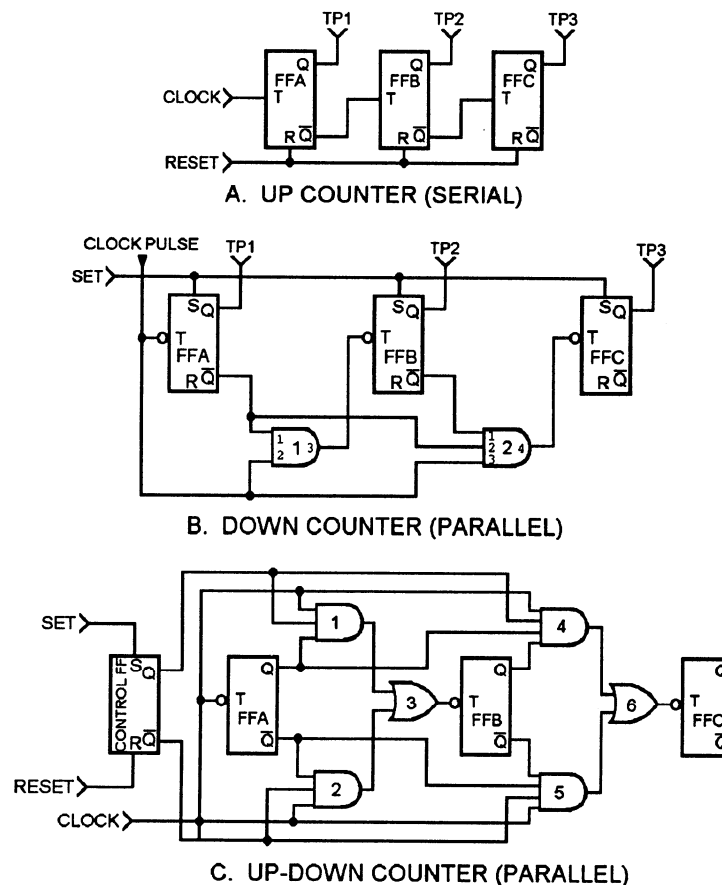 TP1 TP2 TP3
Q Q Q
FFA FFB FFC
CLOCK T T T
R Q̅ R Q̅ R Q̅
RESET
A. UP COUNTER (SERIAL)
CLOCK PULSE TP1 TP2 TP3
SET
S Q S Q S Q
T T T
FFA FFB FFC
R Q̅ R Q̅ R Q̅
1 2 1 3 1 2 3 2 4
B. DOWN COUNTER (PARALLEL)
1 4
SET
CONTROL FF S Q R Q̅
Q Q Q
T T T
FFA 3 FFB 6 FFC
Q̅ Q̅ Q̅
RESET 2 5
CLOCK
C. UP-DOWN COUNTER (PARALLEL)